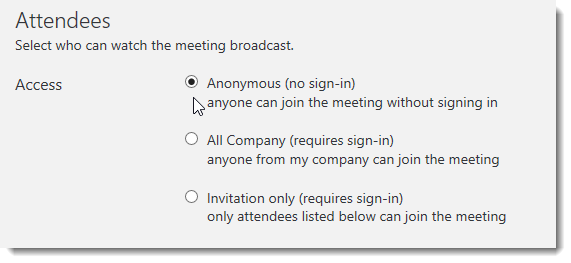 Attendees
Select who can watch the meeting broadcast.
Access
Anonymous (no sign-in)
anyone can join the meeting without signing in
All Company (requires sign-in)
anyone from my company can join the meeting
Invitation only (requires sign-in)
only attendees listed below can join the meeting